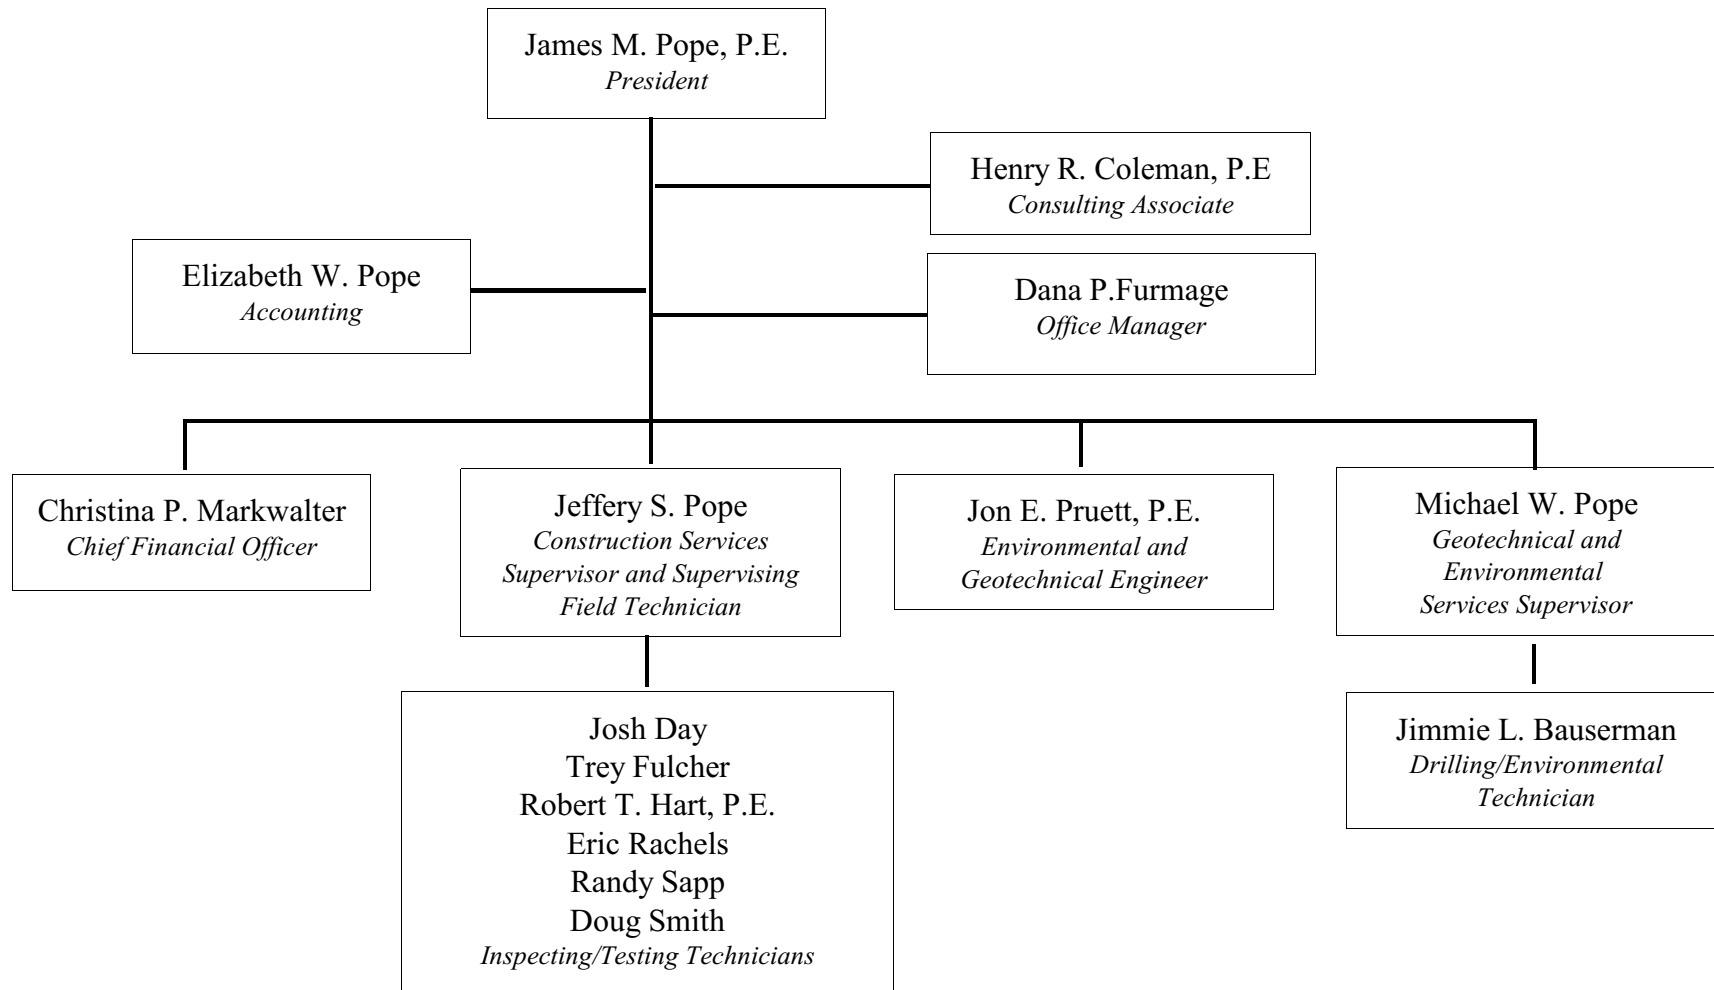 James M. Pope, P.E.
President
Henry R. Coleman, P.E
Consulting Associate
Elizabeth W. Pope
Accounting
Dana P.Furmage
Office Manager
Christina P. Markwalter
Chief Financial Officer
Jeffery S. Pope
Construction Services
Supervisor and Supervising
Field Technician
Jon E. Pruett, P.E.
Environmental and
Geotechnical Engineer
Michael W. Pope
Geotechnical and
Environmental
Services Supervisor
Josh Day
Trey Fulcher
Robert T. Hart, P.E.
Eric Rachels
Randy Sapp
Doug Smith
Inspecting/Testing Technicians
Jimmie L. Bauserman
Drilling/Environmental
Technician